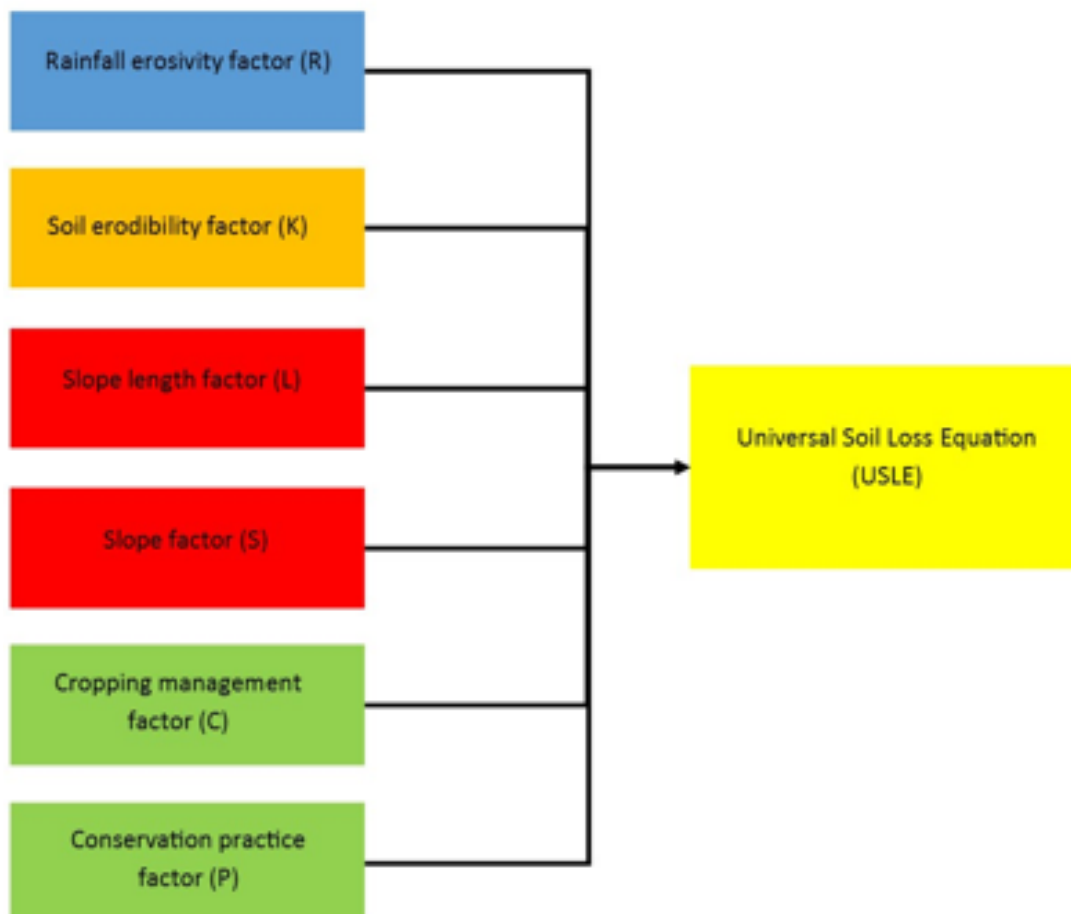 Rainfall erosivity factor (R)
Soil erodibility factor (K)
Slope length factor (L)
Slope factor (S)
Cropping management
factor (C)
Conservation practice
factor (P)
Universal Soil Loss Equation
(USLE)